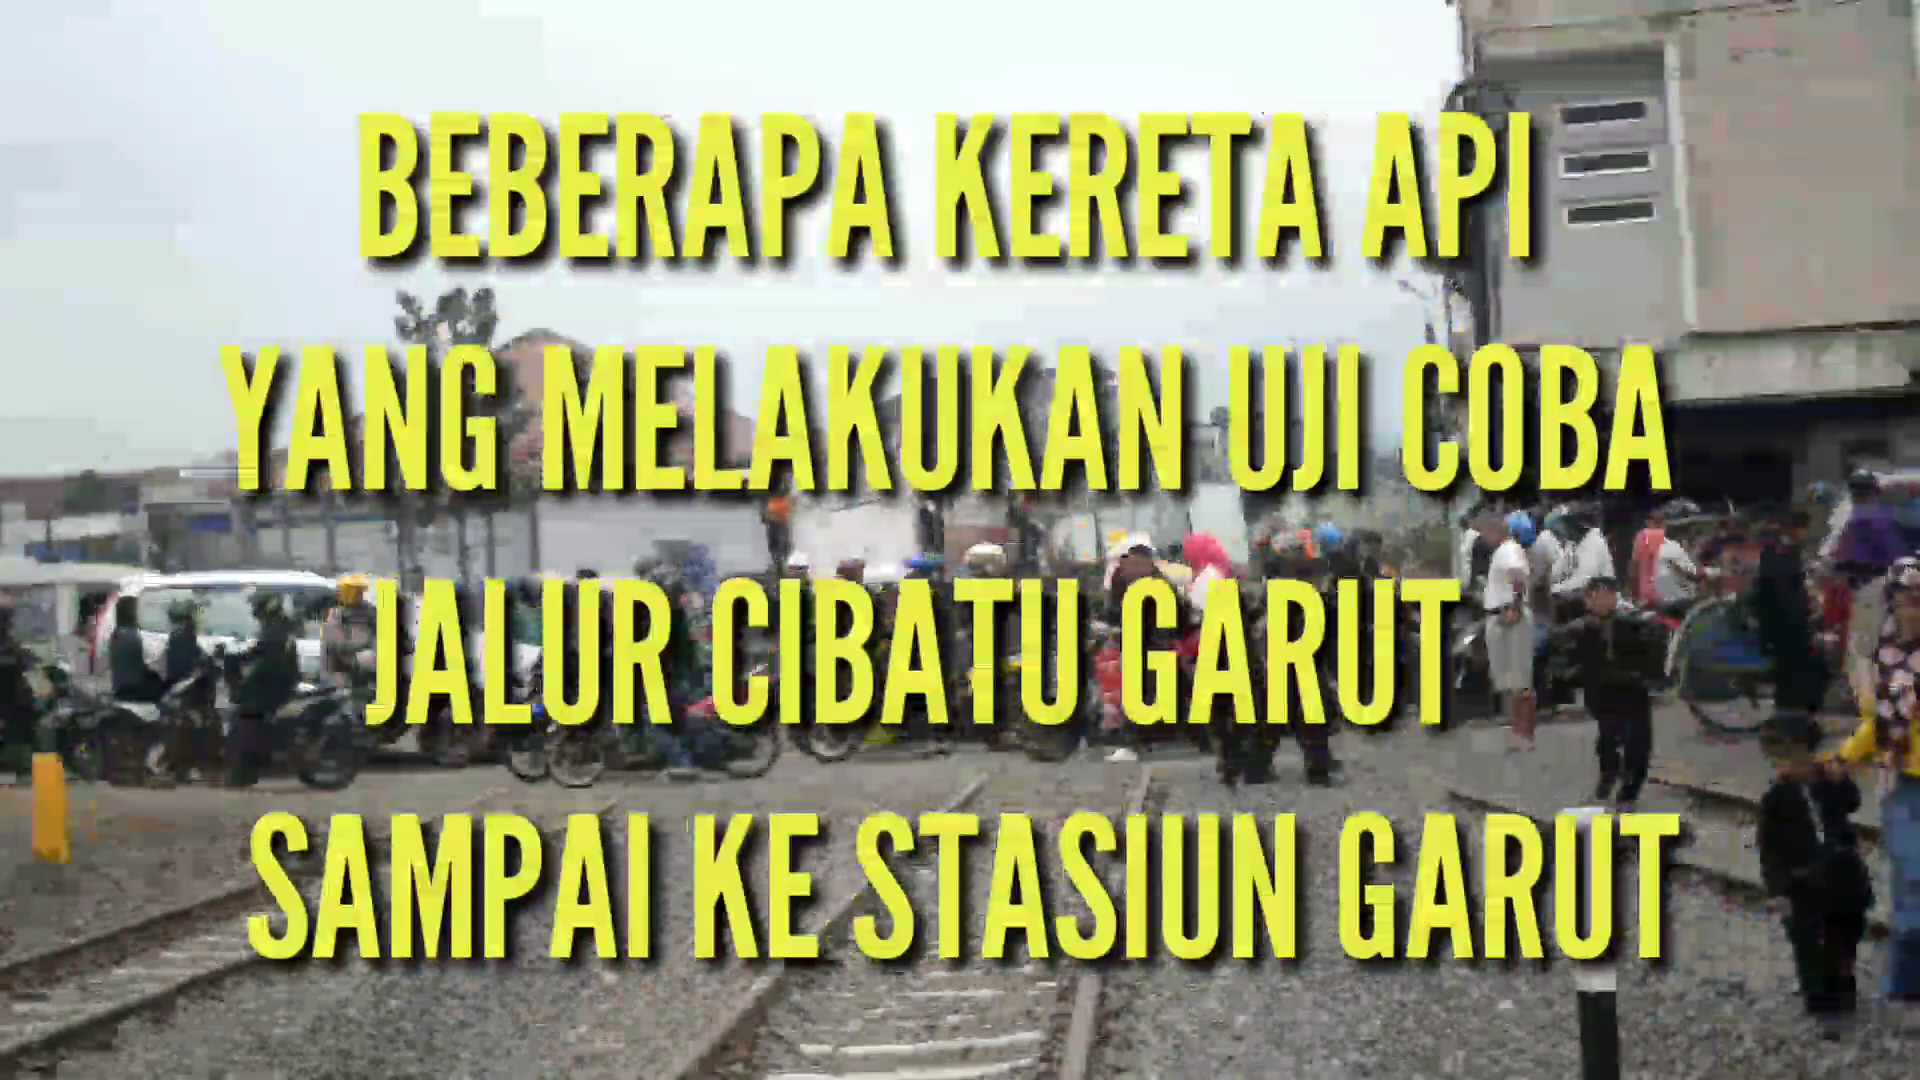 BEBERAPA KERETA API
YANG MELAKUKAN UJI COBA
JALUR CIBATU GARUT
SAMPAI KE STASIUN GARUT